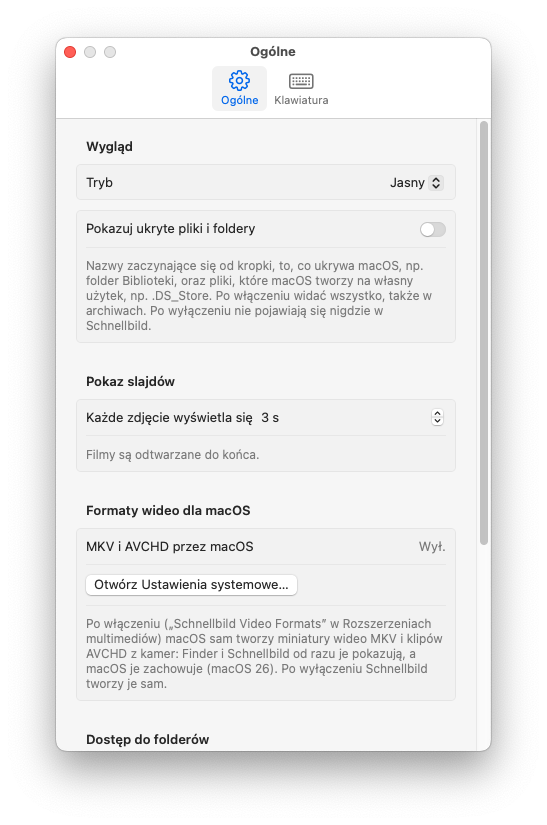 Ogólne
Ogólne
Klawiatura
Wygląd
Tryb
Jasny
Pokazuj ukryte pliki i foldery
Nazwy zaczynające się od kropki, to, co ukrywa macOS, np.
folder Biblioteki, oraz pliki, które macOS tworzy na własny
użytek, np. .DS_Store. Po włączeniu widać wszystko, także w
archiwach. Po wyłączeniu nie pojawiają się nigdzie w
Schnellbild.
Pokaz slajdów
Każde zdjęcie wyświetla się 3 s
Filmy są odtwarzane do końca.
Formaty wideo dla macOS
MKV i AVCHD przez macOS
Wył.
Otwórz Ustawienia systemowe...
Po włączeniu („Schnellbild Video Formats” w Rozszerzeniach
multimediów) macOS sam tworzy miniatury wideo MKV i klipów
AVCHD z kamer: Finder i Schnellbild od razu je pokazują, a
macOS je zachowuje (macOS 26). Po wyłączeniu Schnellbild
tworzy je sam.
Dostęp do folderów